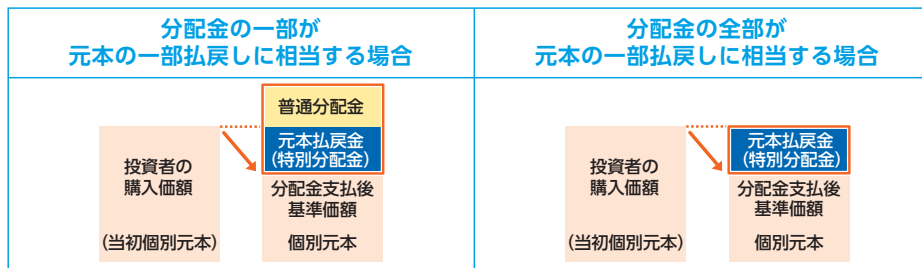 分配金の一部が
元本の一部払戻しに相当する場合
分配金の全部が
元本の一部払戻しに相当する場合
普通分配金
元本払戻金
(特別分配金)
投資者の
購入価額
(当初個別元本)
分配金支払後
基準価額
個別元本
元本払戻金
(特別分配金)
投資者の
購入価額
(当初個別元本)
分配金支払後
基準価額
個別元本